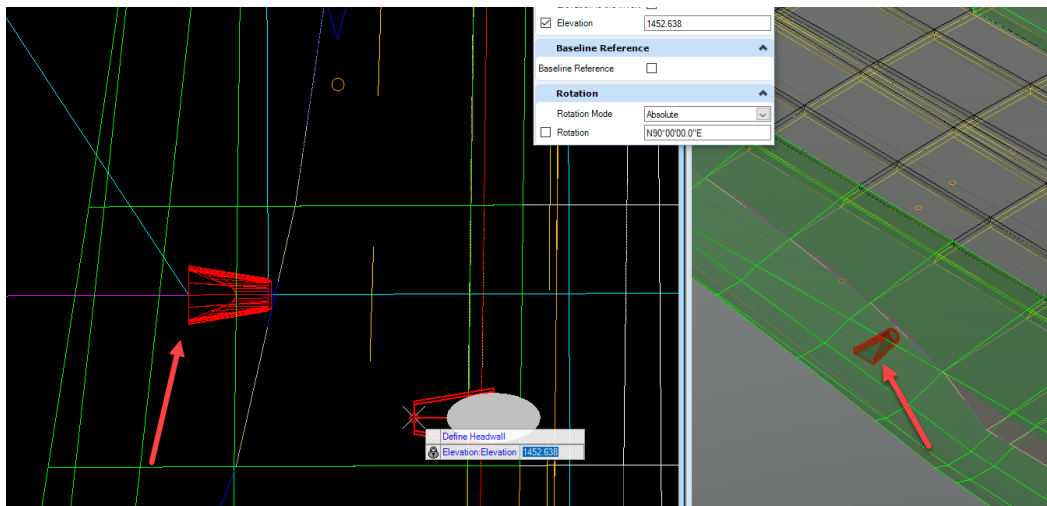 Elevation
1452.638
Baseline Reference
Baseline Reference
Rotation
Rotation Mode
Absolute
Rotation
N90°00'00.0"E
Define Headwall
Elevation:Elevation 1452.638